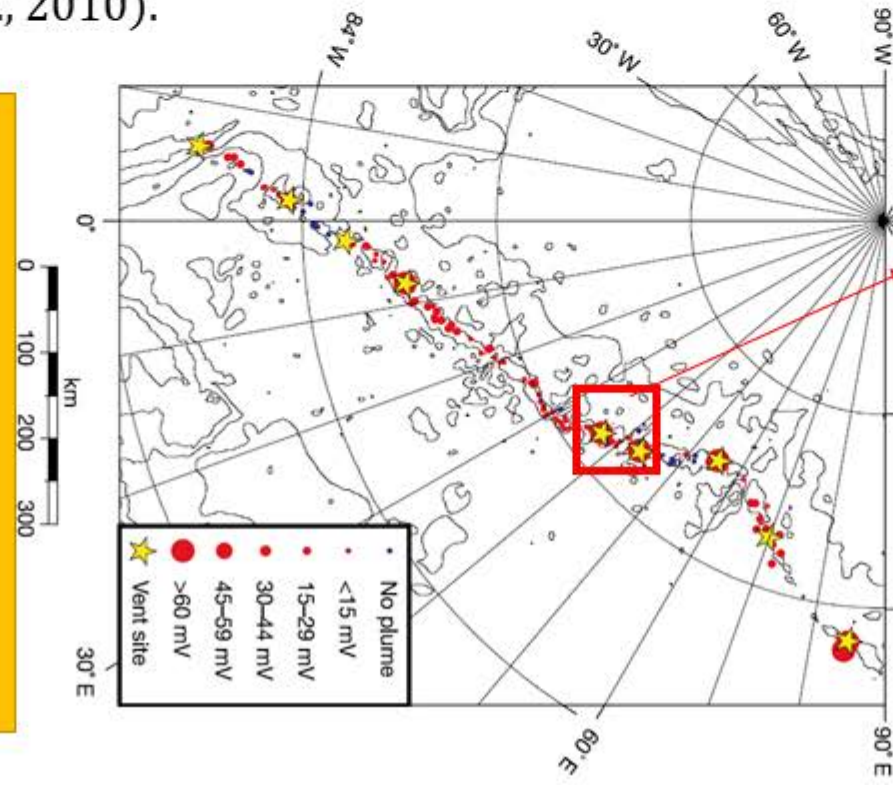 ., 2010).
84° W
30° W
60° W
90° W
0°
30° E
60° E
90° E
0
100
200
300
km
No plume
<15 mV
15–29 mV
30–44 mV
45–59 mV
>60 mV
Vent site